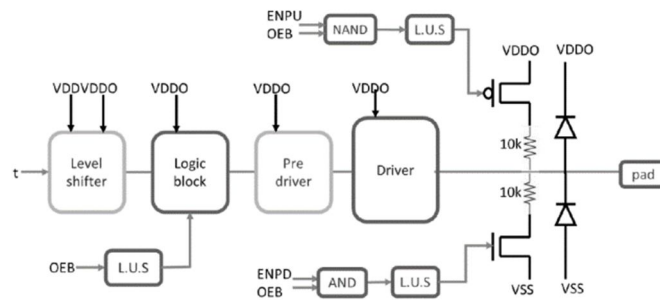 ENPU
OEB
NAND
L.U.S
VDDO
VDDO
VDDVDDO
VDDO
VDDO
VDDO
t
Level
shifter
Logic
block
Pre
driver
Driver
10k
10k
pad
OEB
L.U.S
ENPD
OEB
AND
L.U.S
VSS
VSS